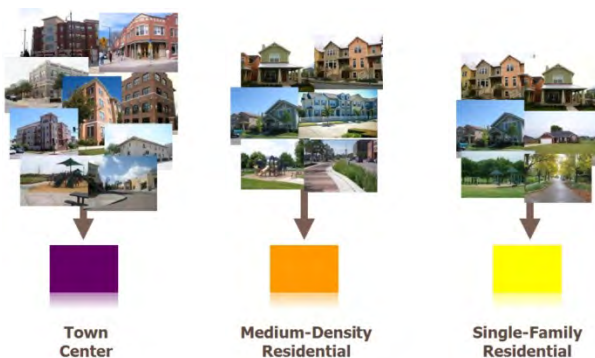 Town
Center
Medium-Density
Residential
Single-Family
Residential